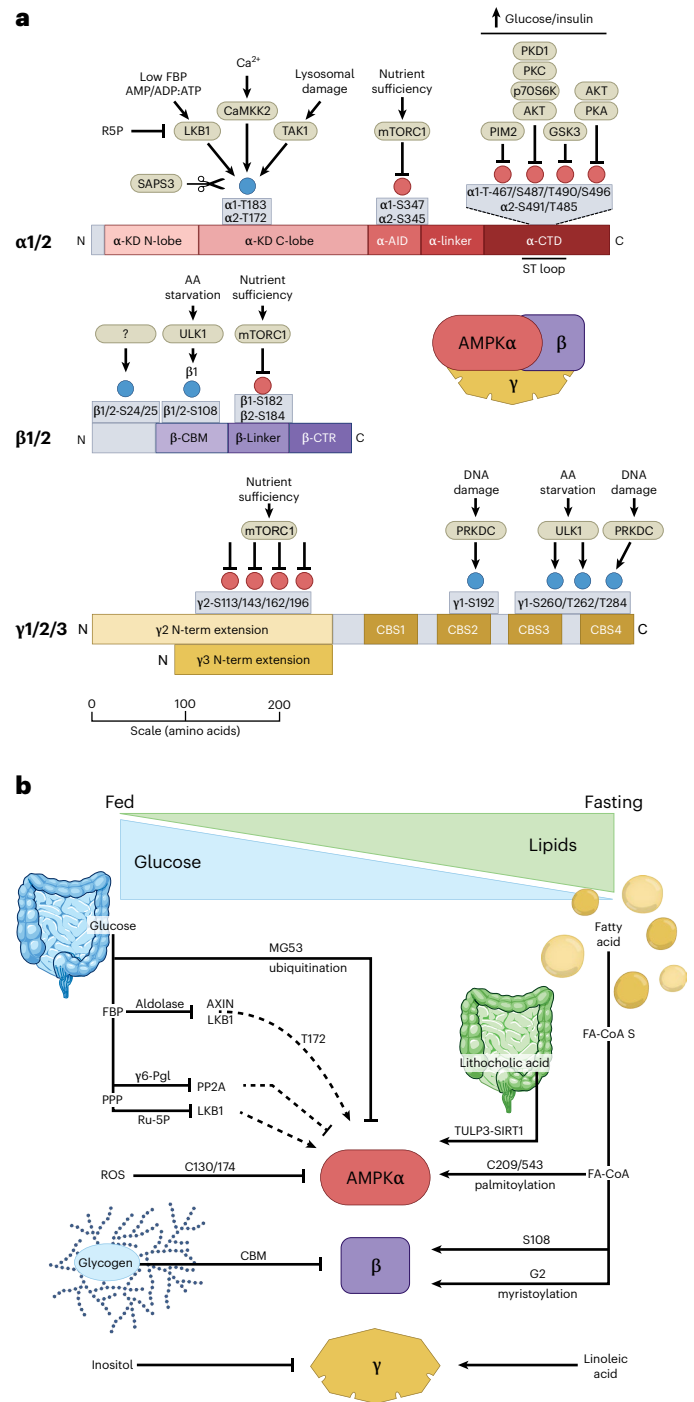 a
Glucose/insulin
PKD1
PKC
p70S6K
AKT
AKT
PKA
PIM2
GSK3
Ca2+
Low FBP
AMP/ADP:ATP
Lysosomal
damage
Nutrient
sufficiency
CaMKK2
R5P
LKB1
TAK1
mTORC1
SAPS3
α1-T183
α2-T172
α1-S347
α2-S345
α1-T-467/S487/T490/S496
α2-S491/T485
α1/2
N
α-KD N-lobe
α-KD C-lobe
α-AID
α-linker
α-CTD
C
ST loop
AA
starvation
Nutrient
sufficiency
?
ULK1
mTORC1
β1
β1/2-S24/25
β1/2-S108
β1-S182
β2-S184
AMPKα
β
γ
β1/2
N
β-CBM
β-Linker
β-CTR
C
Nutrient
sufficiency
DNA
damage
AA
starvation
DNA
damage
mTORC1
PRKDC
ULK1
PRKDC
γ2-S113/143/162/196
γ1-S192
γ1-S260/T262/T284
γ1/2/3
N
γ2 N-term extension
CBS1
CBS2
CBS3
CBS4
C
N
γ3 N-term extension
0
100
200
Scale (amino acids)
b
Fed
Fasting
Glucose
Lipids
Glucose
Fatty
acid
MG53
ubiquitination
FBP
Aldolase
AXIN
LKB1
T172
FA-CoA S
Lithocholic acid
γ6-Pgl
PP2A
PPP
Ru-5P
LKB1
TULP3-SIRT1
ROS
C130/174
AMPKα
C209/543
palmitoylation
FA-CoA
Glycogen
CBM
β
S108
G2
myristoylation
Inositol
γ
Linoleic
acid